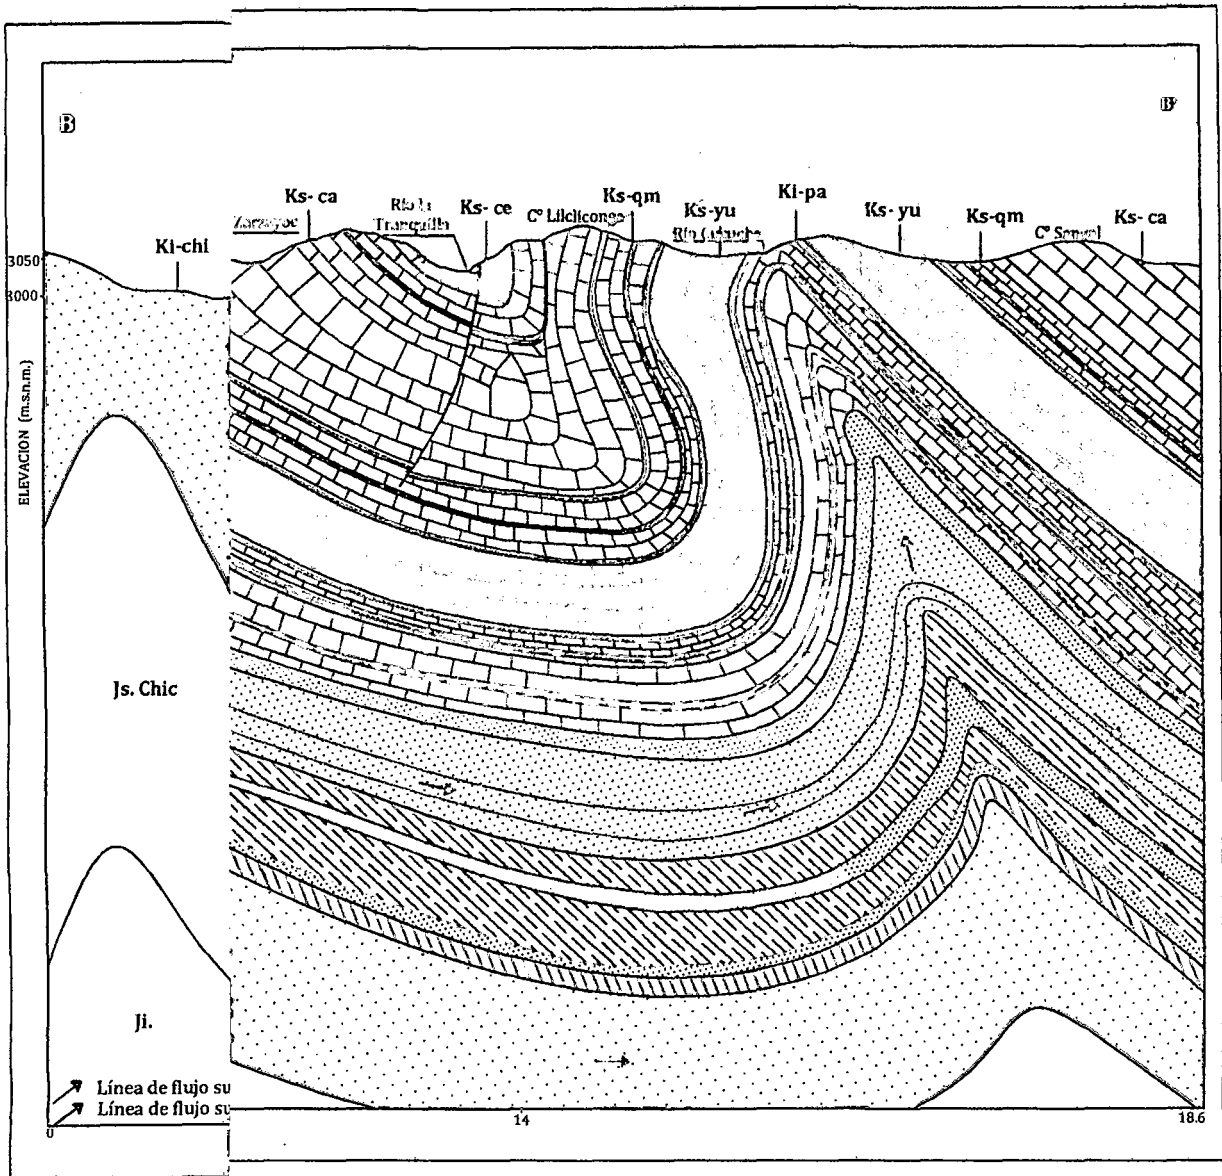 B
B'
Ks- ca
Río La
Tranquilla
Ks- ce
C° Lilcliconga
Ks-qm
Ks-yu
Río
Ki-pa
Ks- yu
Ks-qm
C°
Ks- ca
Ki-chi
3050
3000
ELEVACION (m.s.n.m.)
Js. Chic
Ji.
Línea de flujo su
Línea de flujo su
0
14
18.6